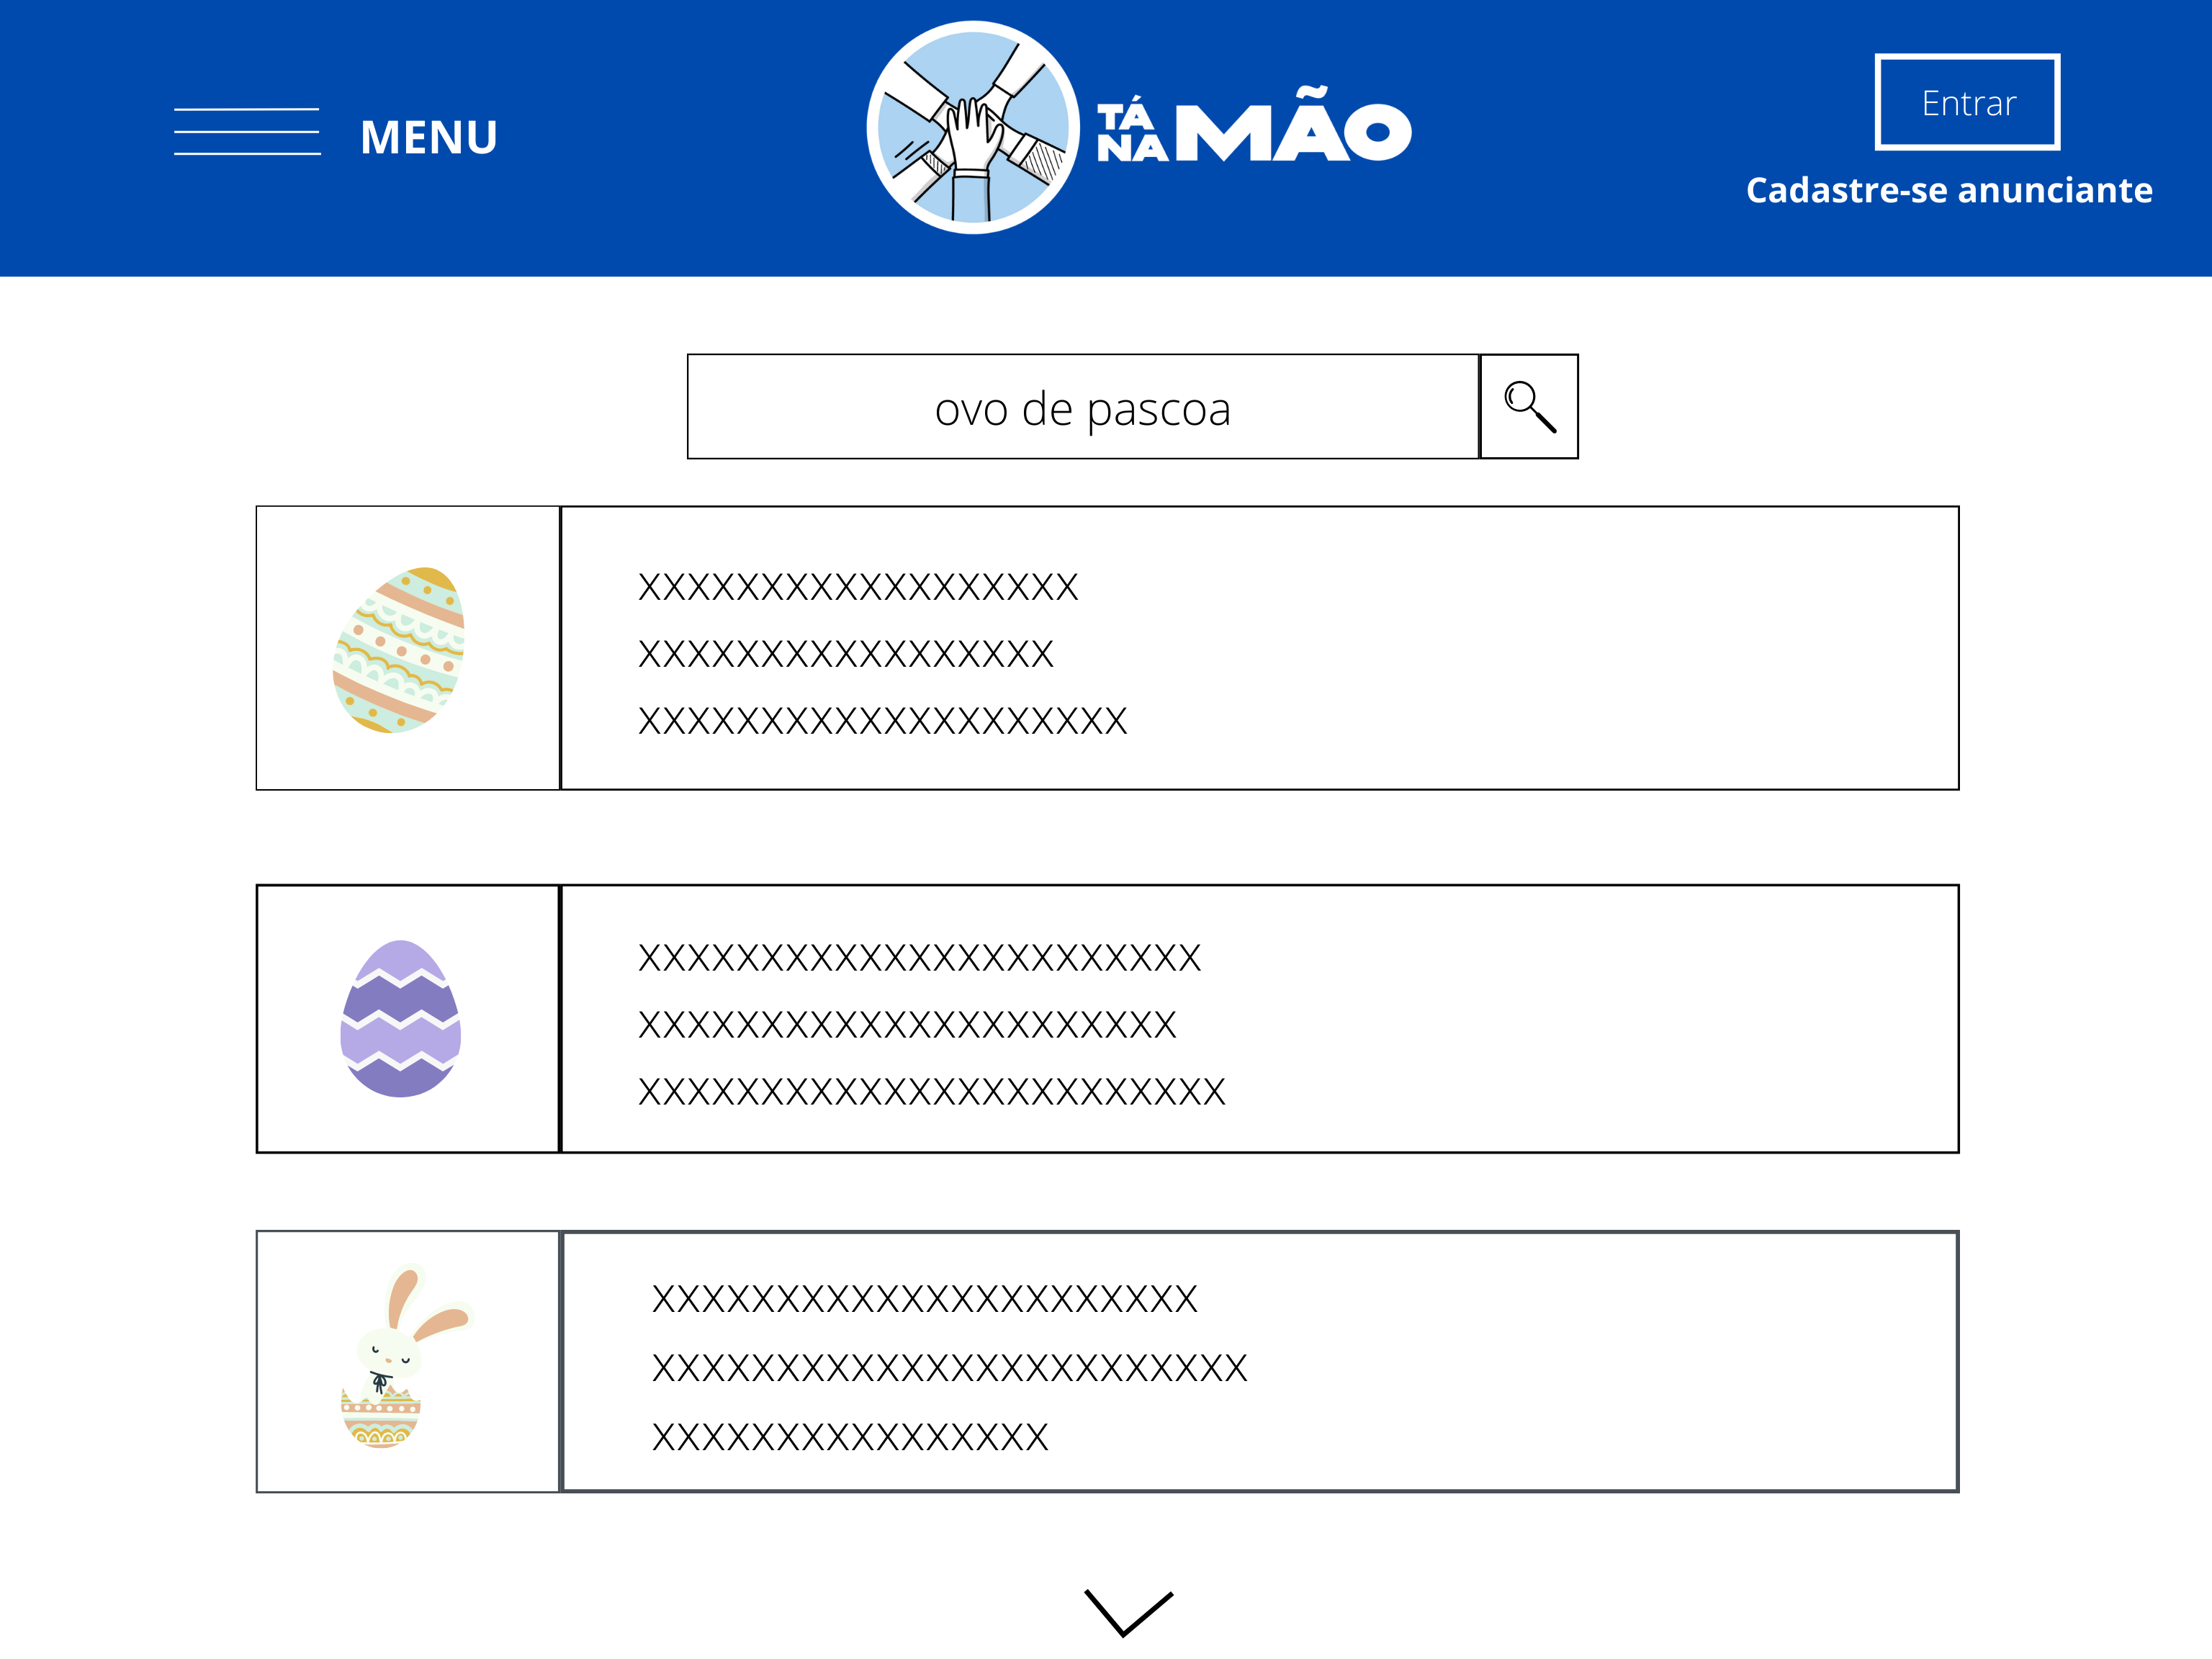 MENU
TÁ
NA MÃO
Entrar
Cadastre-se anunciante
ovo de pascoa
XXXXXXXXXXXXXXXXXX
XXXXXXXXXXXXXXXXX
XXXXXXXXXXXXXXXXXXXX
XXXXXXXXXXXXXXXXXXXXXXX
XXXXXXXXXXXXXXXXXXXXXX
XXXXXXXXXXXXXXXXXXXXXXXX
XXXXXXXXXXXXXXXXXXXXXX
XXXXXXXXXXXXXXXXXXXXXXXX
XXXXXXXXXXXXXXXX